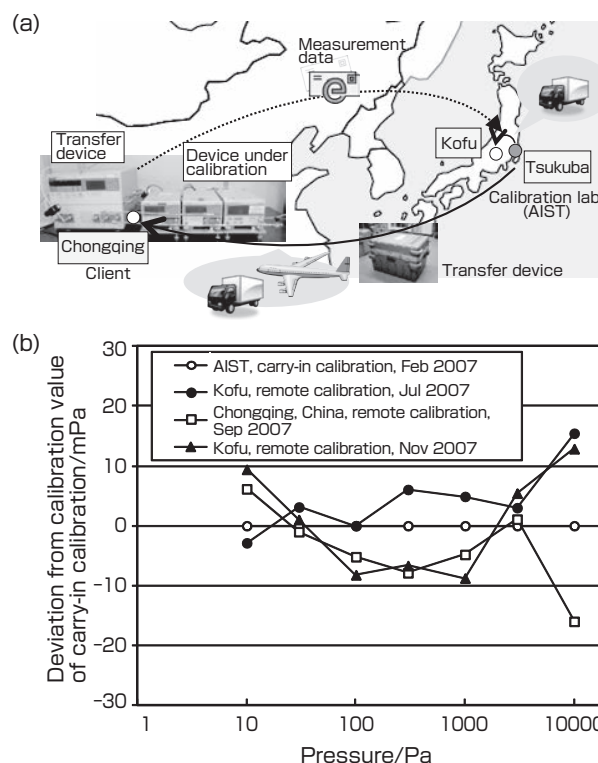 (a)
Measurement
data
Transfer
device
Device under
calibration
Kofu
Tsukuba
Calibration lab
(AIST)
Chongqing
Client
Transfer device
(b)
AIST, carry-in calibration, Feb 2007
Kofu, remote calibration, Jul 2007
Chongqing, China, remote calibration,
Sep 2007
Kofu, remote calibration, Nov 2007
Deviation from calibration value
of carry-in calibration/mPa
30
20
10
0
−10
−20
−30
1
10
100
1000
10000
Pressure/Pa